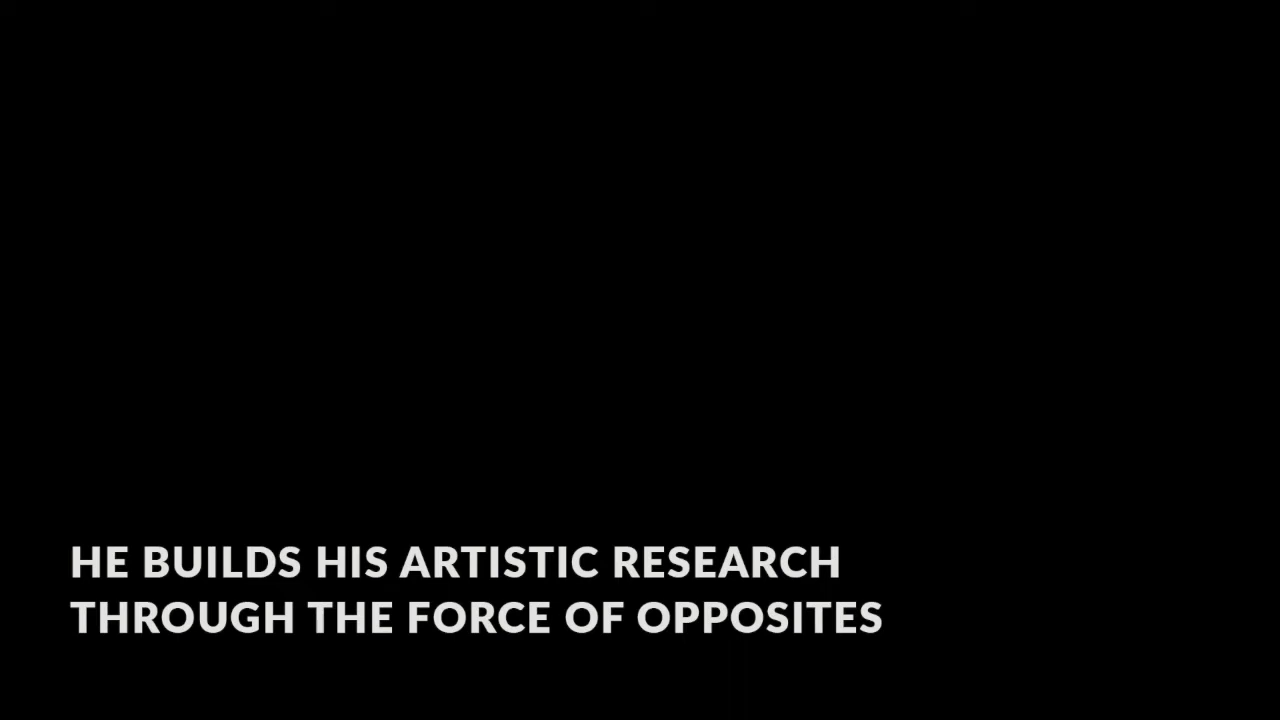 HE BUILDS HIS ARTISTIC RESEARCH
THROUGH THE FORCE OF OPPOSITES